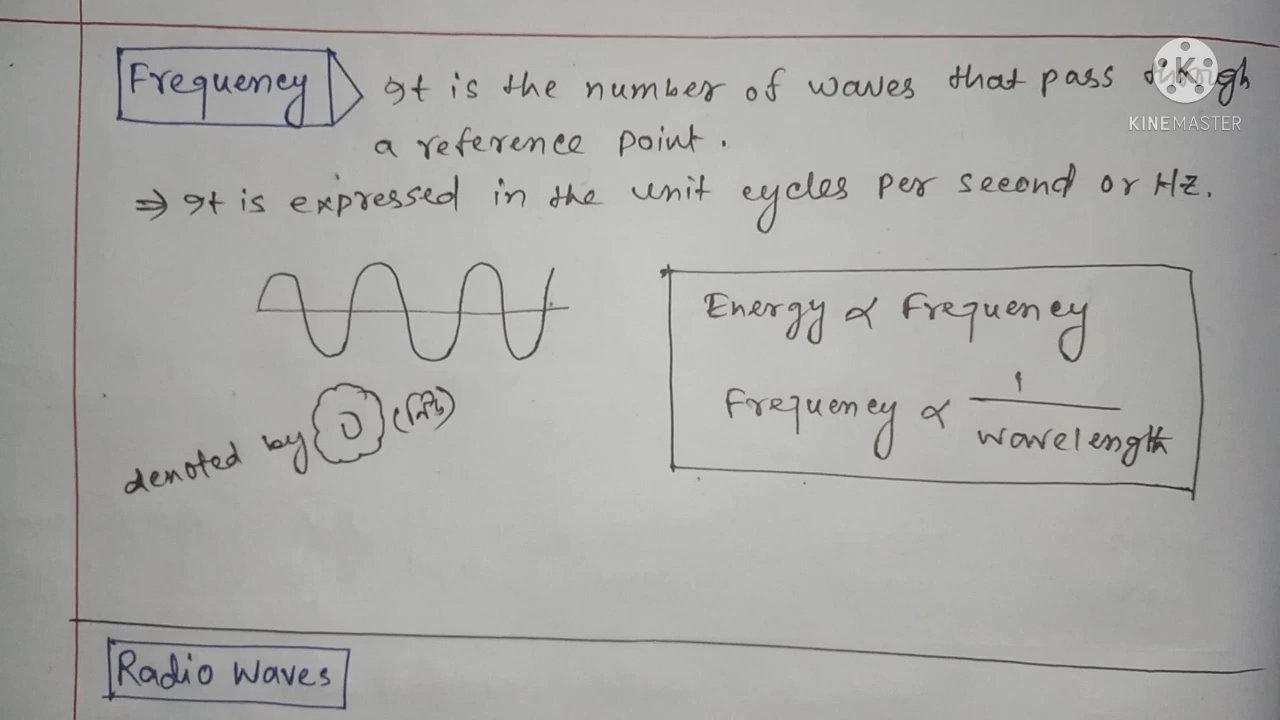 Frequency It is the number of waves that pass through
a reference point.
⇒ It is expressed in the unit cycles per second or Hz.
Energy ∝ Frequency
Frequency ∝ 1
wavelength
denoted by υ
Radio Waves
K
KINEMASTER